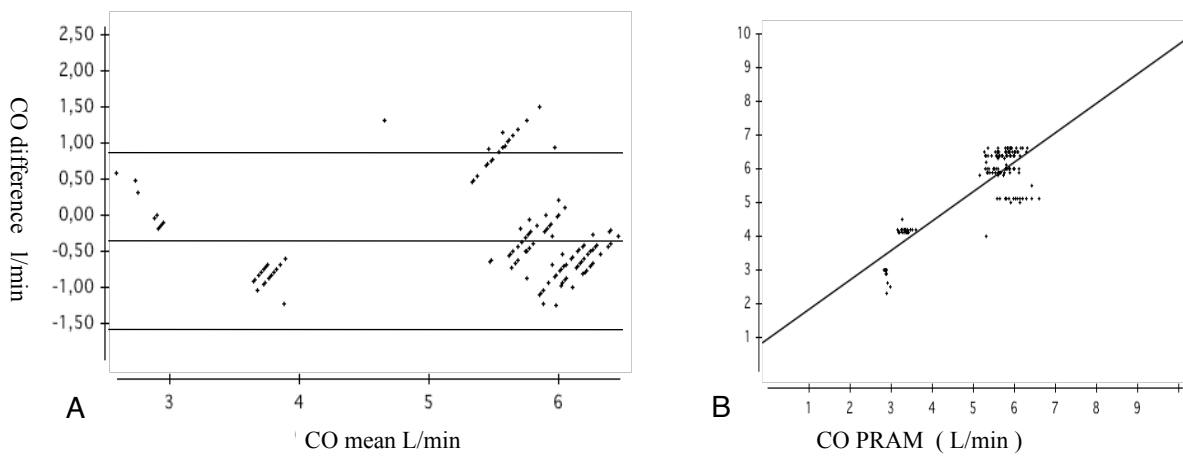 2,50
2,00
1,50
1,00
0,50
0,00
-0,50
-1,00
-1,50
CO difference l/min
3 4 5 6
A
CO mean L/min
10
9
8
7
6
5
4
3
2
1
1 2 3 4 5 6 7 8 9
B
CO PRAM ( L/min )